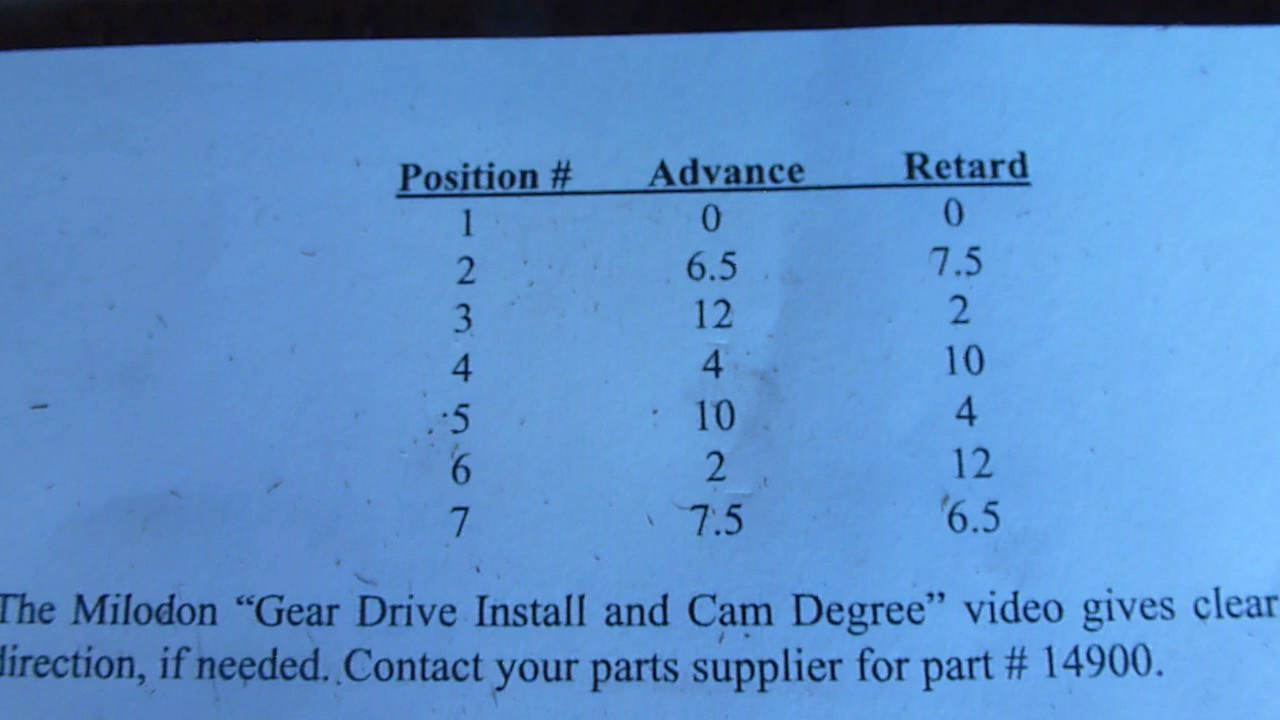 Position # Advance Retard
1 0 0
2 6.5 7.5
3 12 2
4 4 10
5 10 4
6 2 12
7 7.5 6.5
The Milodon “Gear Drive Install and Cam Degree” video gives clear
direction, if needed. Contact your parts supplier for part # 14900.